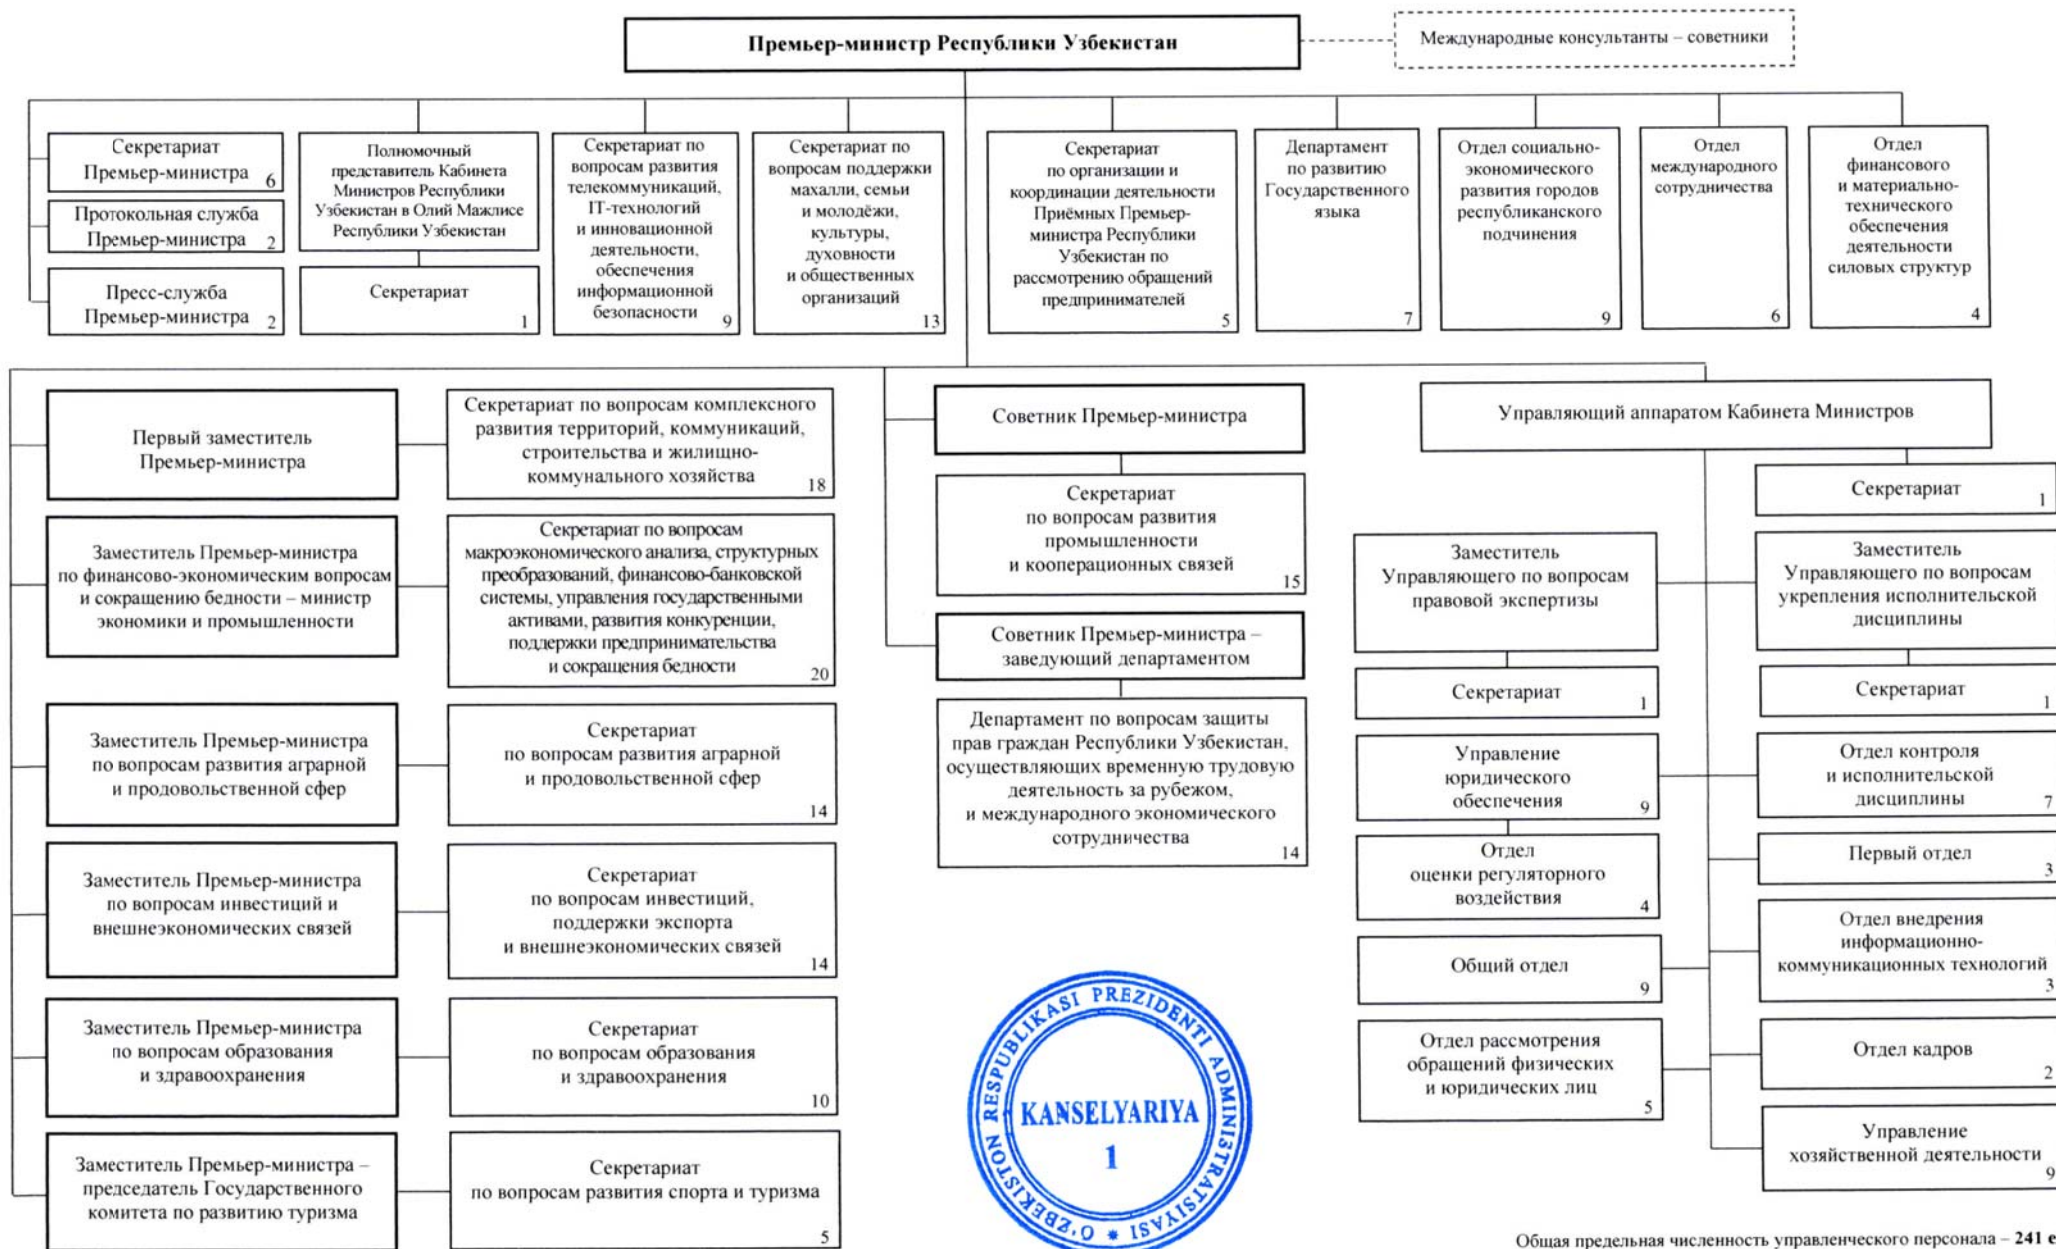 Премьер-министр Республики Узбекистан
Международные консультанты – советники
Секретариат
Премьер-министра
6
Протокольная служба
Премьер-министра
2
Пресс-служба
Премьер-министра
2
Полномочный
представитель Кабинета
Министров Республики
Узбекистан в Олий Мажлисе
Республики Узбекистан
Секретариат
1
Секретариат по
вопросам развития
телекоммуникаций,
IT-технологий
и инновационной
деятельности,
обеспечения
информационной
безопасности
9
Секретариат по
вопросам поддержки
махалли, семьи
и молодёжи,
культуры,
духовности
и общественных
организаций
13
Секретариат
по организации и
координации деятельности
Приёмных Премьер-
министра Республики
Узбекистан по
рассмотрению обращений
предпринимателей
5
Департамент
по развитию
Государственного
языка
7
Отдел социально-
экономического
развития городов
республиканского
подчинения
9
Отдел
международного
сотрудничества
6
Отдел
финансового
и материально-
технического
обеспечения
деятельности
силовых структур
4
Первый заместитель
Премьер-министра
Секретариат по вопросам комплексного
развития территорий, коммуникаций,
строительства и жилищно-
коммунального хозяйства
18
Заместитель Премьер-министра
по финансово-экономическим вопросам
и сокращению бедности – министр
экономики и промышленности
Секретариат по вопросам
макроэкономического анализа, структурных
преобразований, финансово-банковской
системы, управления государственными
активами, развития конкуренции,
поддержки предпринимательства
и сокращения бедности
20
Заместитель Премьер-министра
по вопросам развития аграрной
и продовольственной сфер
Секретариат
по вопросам развития аграрной
и продовольственной сфер
14
Заместитель Премьер-министра
по вопросам инвестиций и
внешнеэкономических связей
Секретариат
по вопросам инвестиций,
поддержки экспорта
и внешнеэкономических связей
14
Заместитель Премьер-министра
по вопросам образования
и здравоохранения
Секретариат
по вопросам образования
и здравоохранения
10
Заместитель Премьер-министра –
председатель Государственного
комитета по развитию туризма
Секретариат
по вопросам развития спорта и туризма
5
Советник Премьер-министра
Секретариат
по вопросам развития
промышленности
и кооперационных связей
15
Советник Премьер-министра –
заведующий департаментом
Департамент по вопросам защиты
прав граждан Республики Узбекистан,
осуществляющих временную трудовую
деятельность за рубежом,
и международного экономического
сотрудничества
14
Управляющий аппаратом Кабинета Министров
Секретариат
1
Заместитель
Управляющего по вопросам
правовой экспертизы
Секретариат
1
Управление
юридического
обеспечения
9
Отдел
оценки регуляторного
воздействия
4
Общий отдел
9
Отдел рассмотрения
обращений физических
и юридических лиц
5
Заместитель
Управляющего по вопросам
укрепления исполнительской
дисциплины
Секретариат
1
Отдел контроля
и исполнительской
дисциплины
7
Первый отдел
3
Отдел внедрения
информационно-
коммуникационных технологий
3
Отдел кадров
2
Управление
хозяйственной деятельности
9
O'ZBEKISTON RESPUBLIKASI PREZIDENTI ADMINISTRATSIYASI
KANSELYARIYA
1
Общая предельная численность управленческого персонала – 241 е